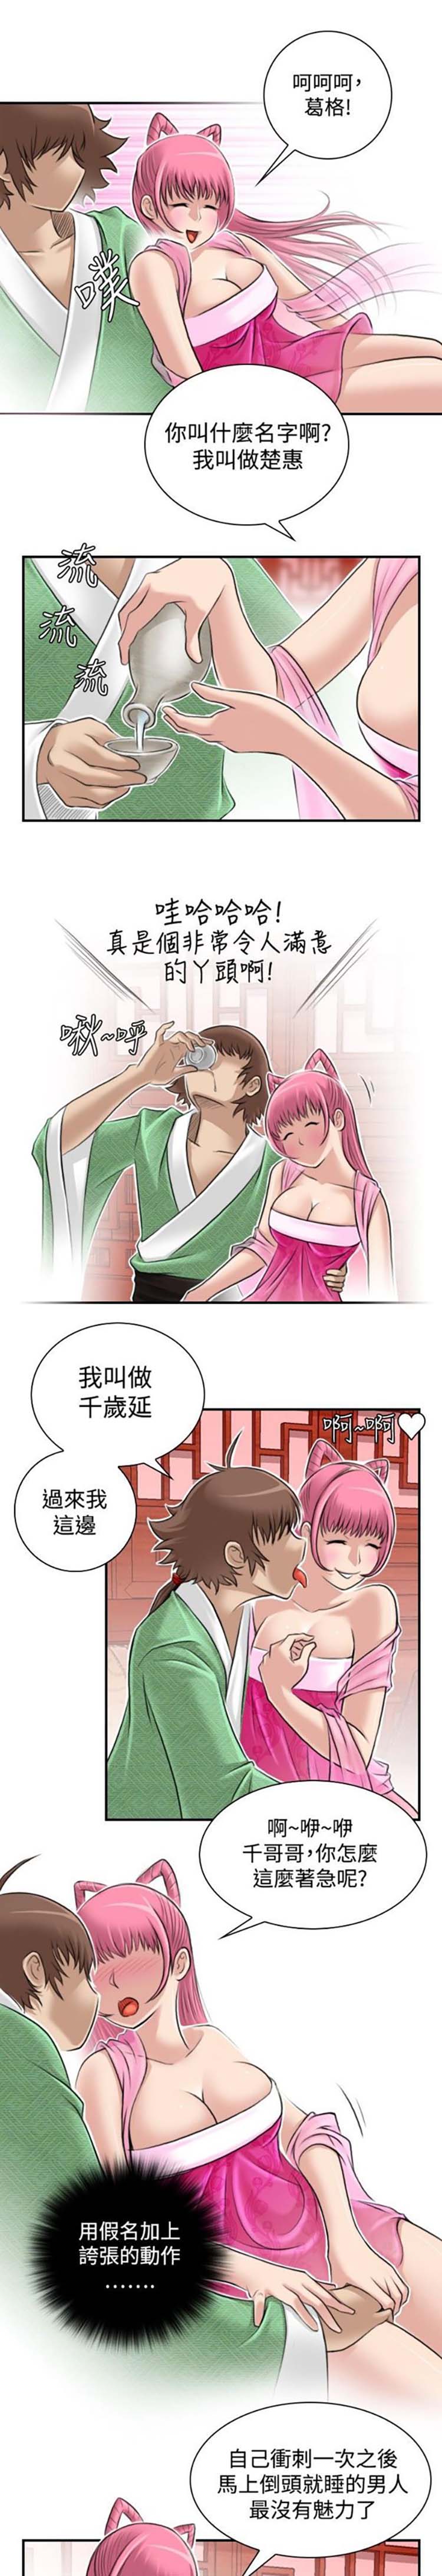 呵呵呵，
葛格！
噗
你叫什麼名字啊？
我叫做楚惠
流
流
流
哇哈哈哈！
真是個非常令人滿意
的丫頭啊！
啾~呼
我叫做
千歲延
啊~啊♥
過來我
這邊
啊~咿~咿
千哥哥，你怎麼
這麼著急呢？
用假名加上
誇張的動作
.......
自己衝刺一次之後
馬上倒頭就睡的男人
最沒有魅力了